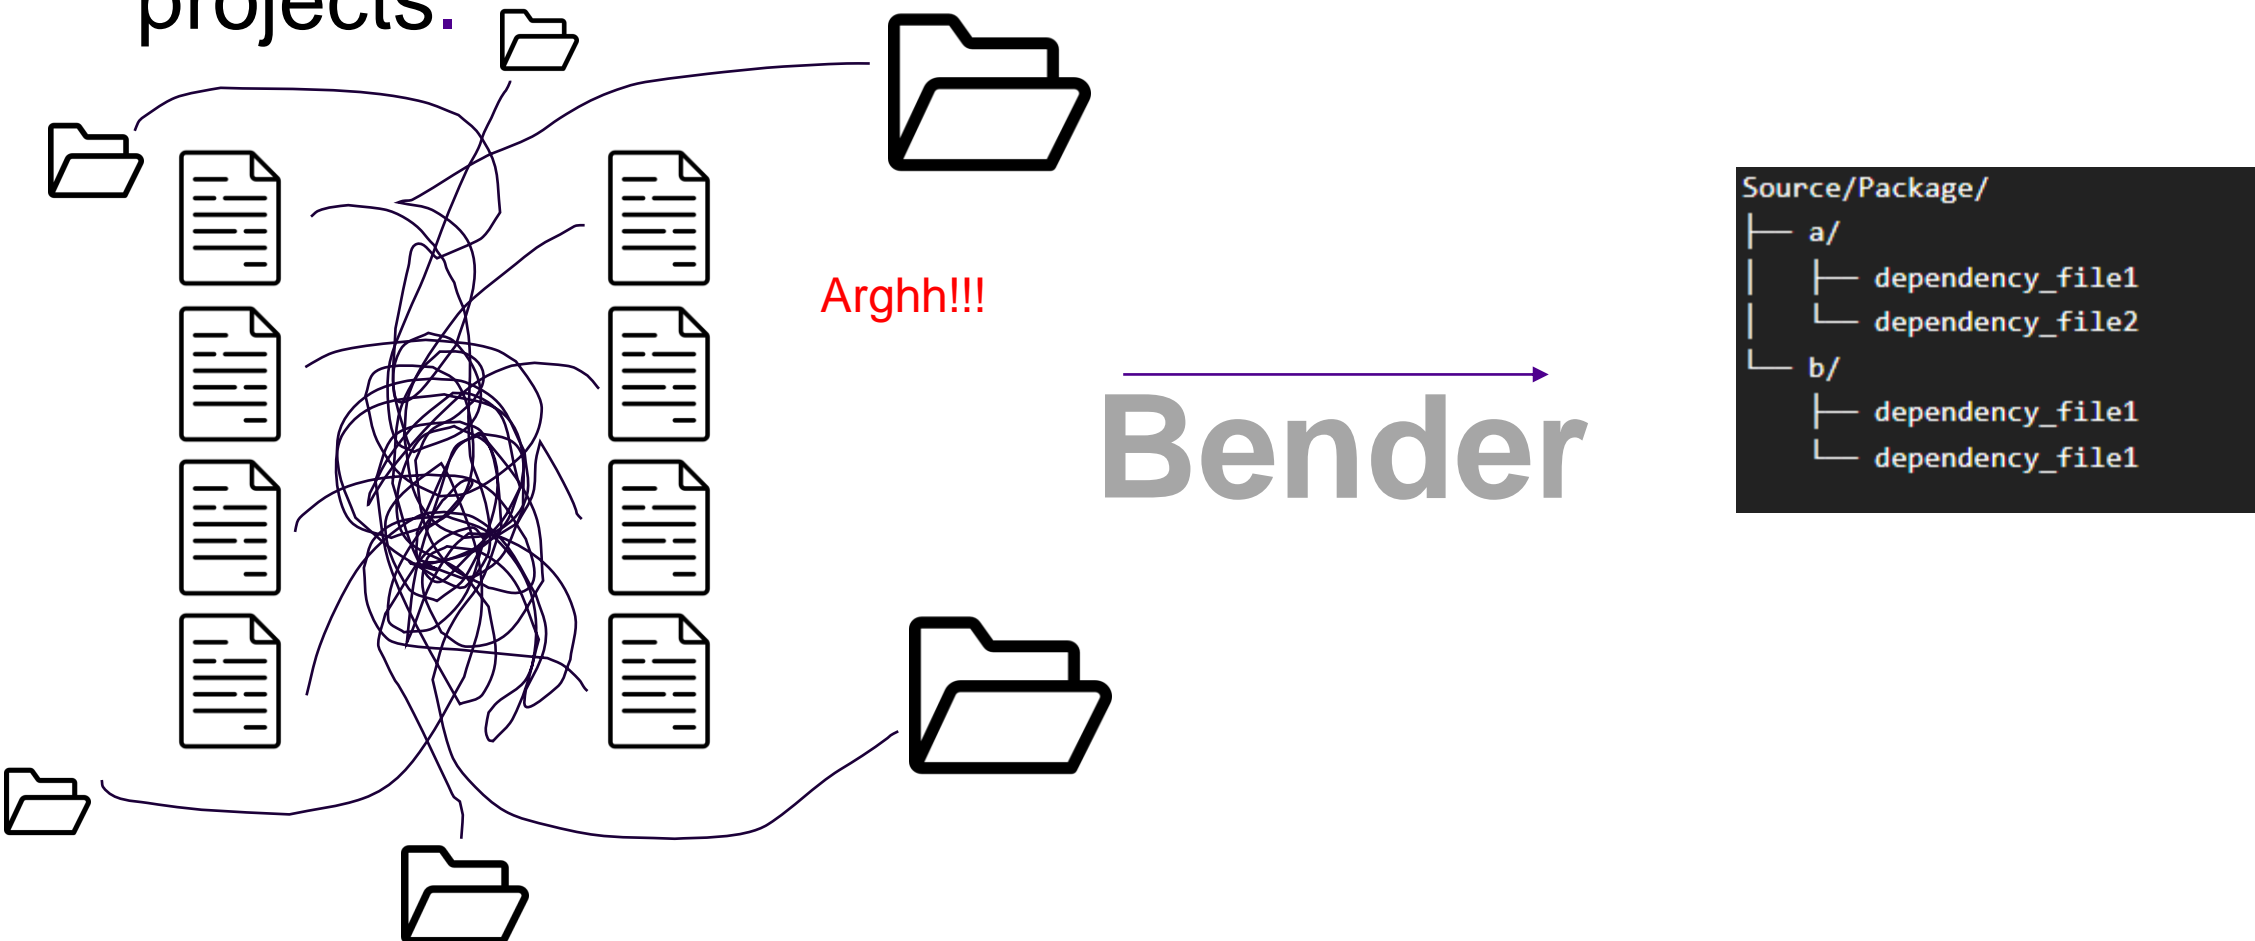 projects.
Arghh!!!
Bender
Source/Package/
├── a/
│   ├── dependency_file1
│   └── dependency_file2
└── b/
    ├── dependency_file1
    └── dependency_file1